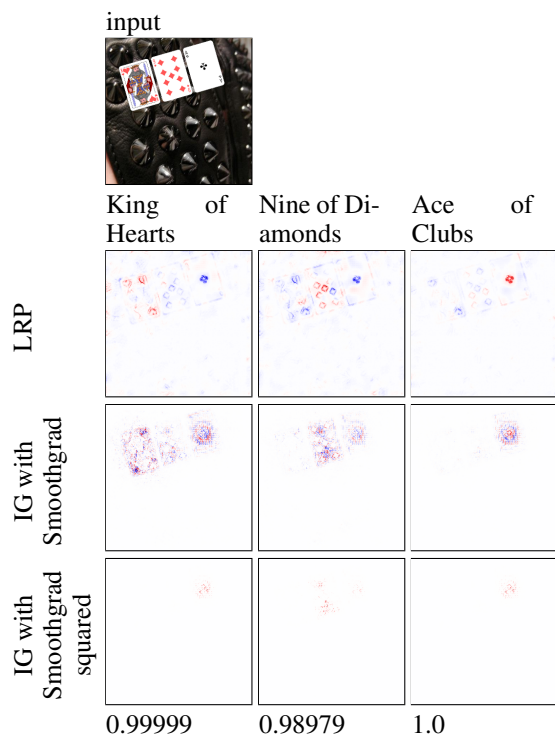 input
King of
Hearts
Nine of Di-
amonds
Ace of
Clubs
LRP
IG with
Smoothgrad
IG with
Smoothgrad
squared
0.99999
0.98979
1.0